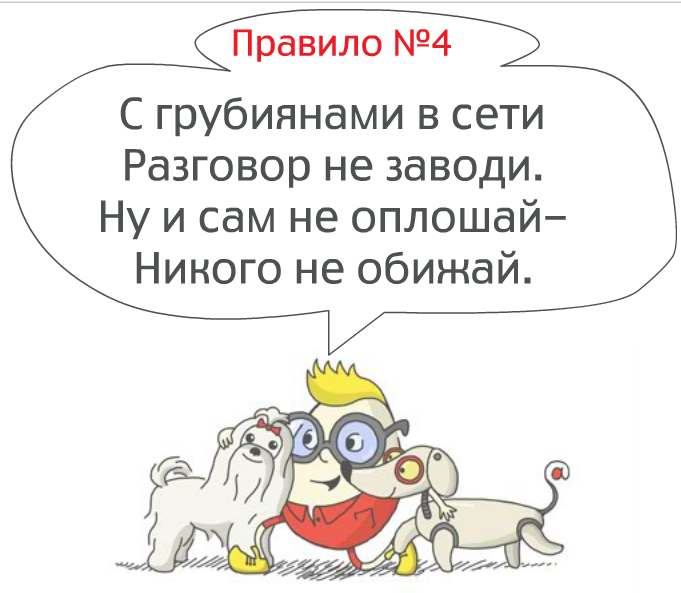 Правило №4
С грубиянами в сети
Разговор не заводи.
Ну и сам не оплошай–
Никого не обижай.